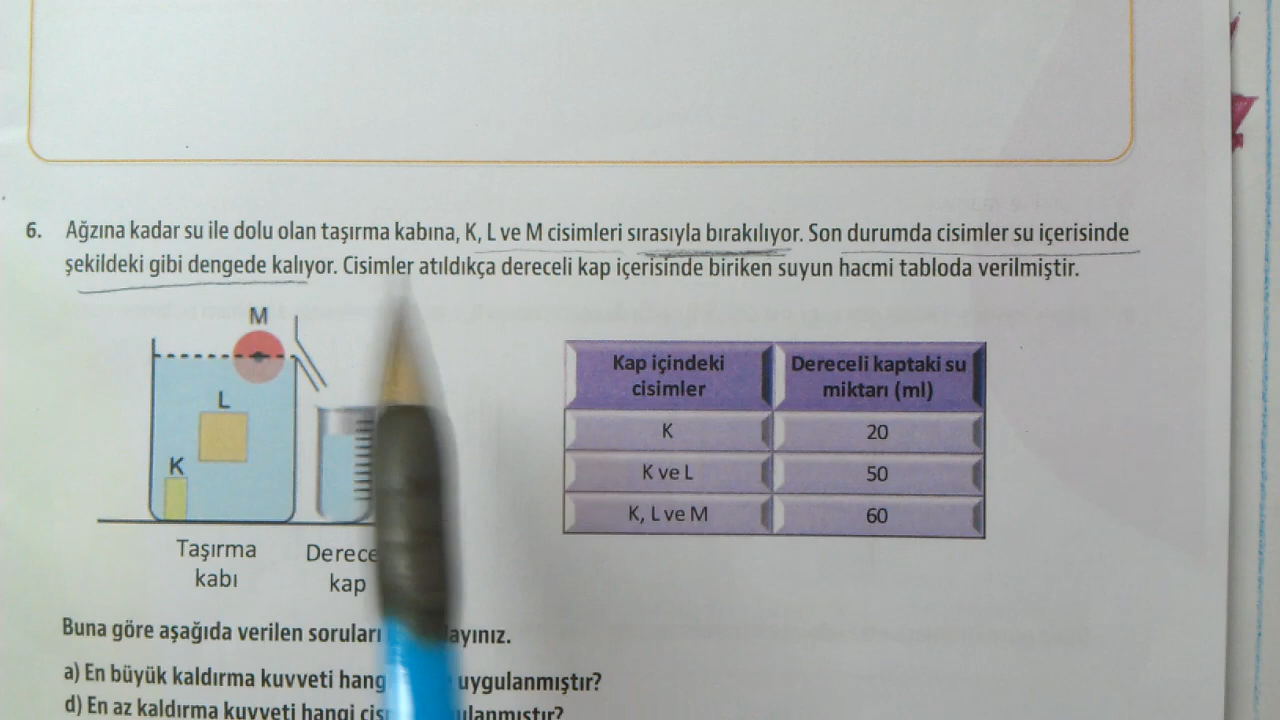 6. Ağzına kadar su ile dolu olan taşırma kabına, K, L ve M cisimleri sırasıyla bırakılıyor. Son durumda cisimler su içerisinde
şekildeki gibi dengede kalıyor. Cisimler atıldıkça dereceli kap içerisinde biriken suyun hacmi tabloda verilmiştir.
M
L
K
Taşırma
kabı
kap
Kap içindeki
cisimler
Dereceli kaptaki su
miktarı (ml)
K 20
K ve L 50
K, L ve M 60
Buna göre aşağıda verilen soruları
a) En büyük kaldırma kuvveti uygulanmıştır?
d) En az kaldırma kuvveti hangi